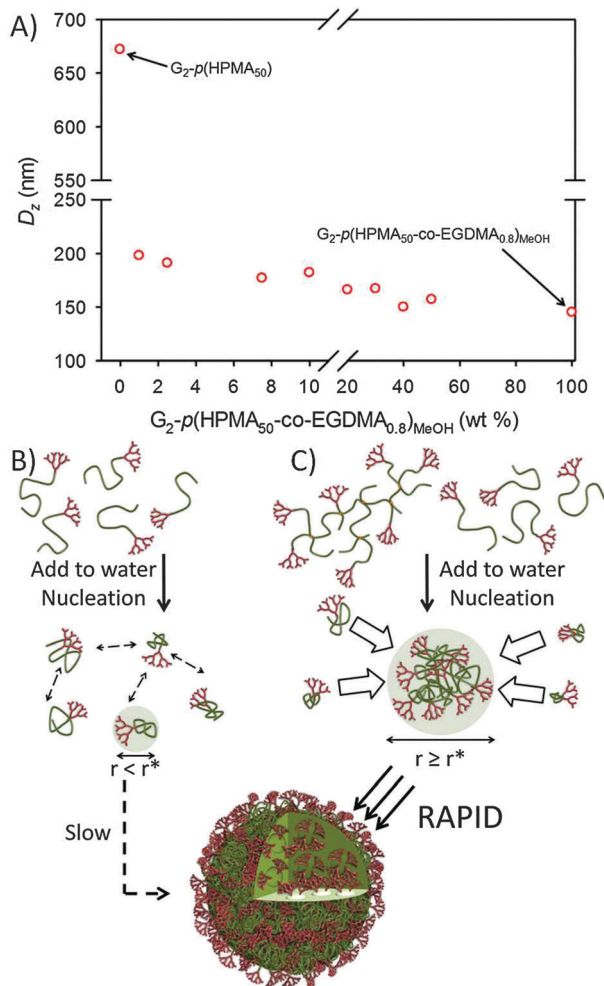 A)
700
650
600
550
250
200
150
100
D_z (nm)
G₂-p(HPMA₅₀)
G₂-p(HPMA₅₀-co-EGDMA₀.₈)MeOH
0 2 4 6 8 10 20 40 60 80 100
G₂-p(HPMA₅₀-co-EGDMA₀.₈)MeOH (wt %)
B)
C)
Add to water
Nucleation
Add to water
Nucleation
r < r*
r ≥ r*
Slow
RAPID